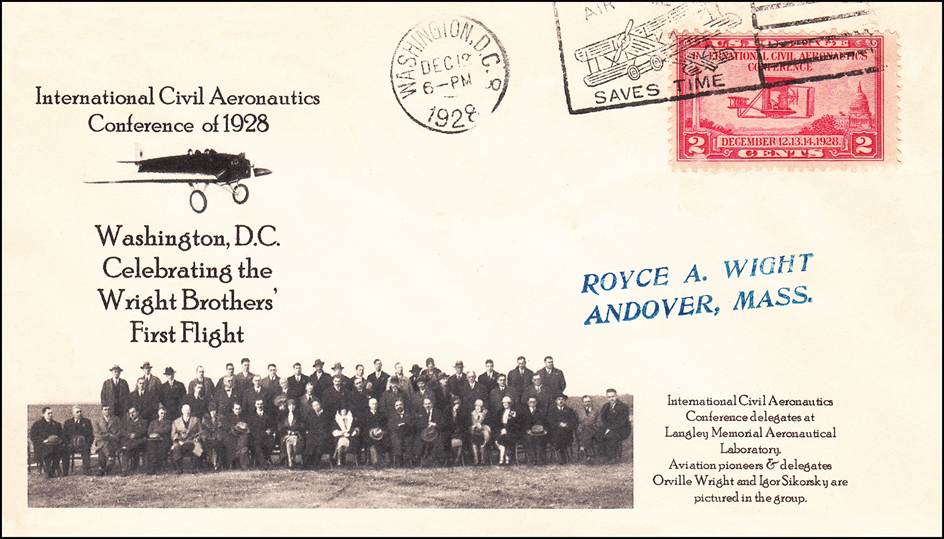 International Civil Aeronautics
Conference of 1928
Washington, D.C.
Celebrating the
Wright Brothers'
First Flight
WASHINGTON, D.C.
DEC 12
6-PM
1928
AIR
SAVES TIME
U.S. POSTAGE
INTERNATIONAL CIVIL AERONAUTICS
CONFERENCE
DECEMBER 12.13.14.1928.
2 CENTS 2
ROYCE A. WIGHT
ANDOVER, MASS.
International Civil Aeronautics
Conference delegates at
Langley Memorial Aeronautical
Laboratory.
Aviation pioneers & delegates
Orville Wright and Igor Sikorsky are
pictured in the group.